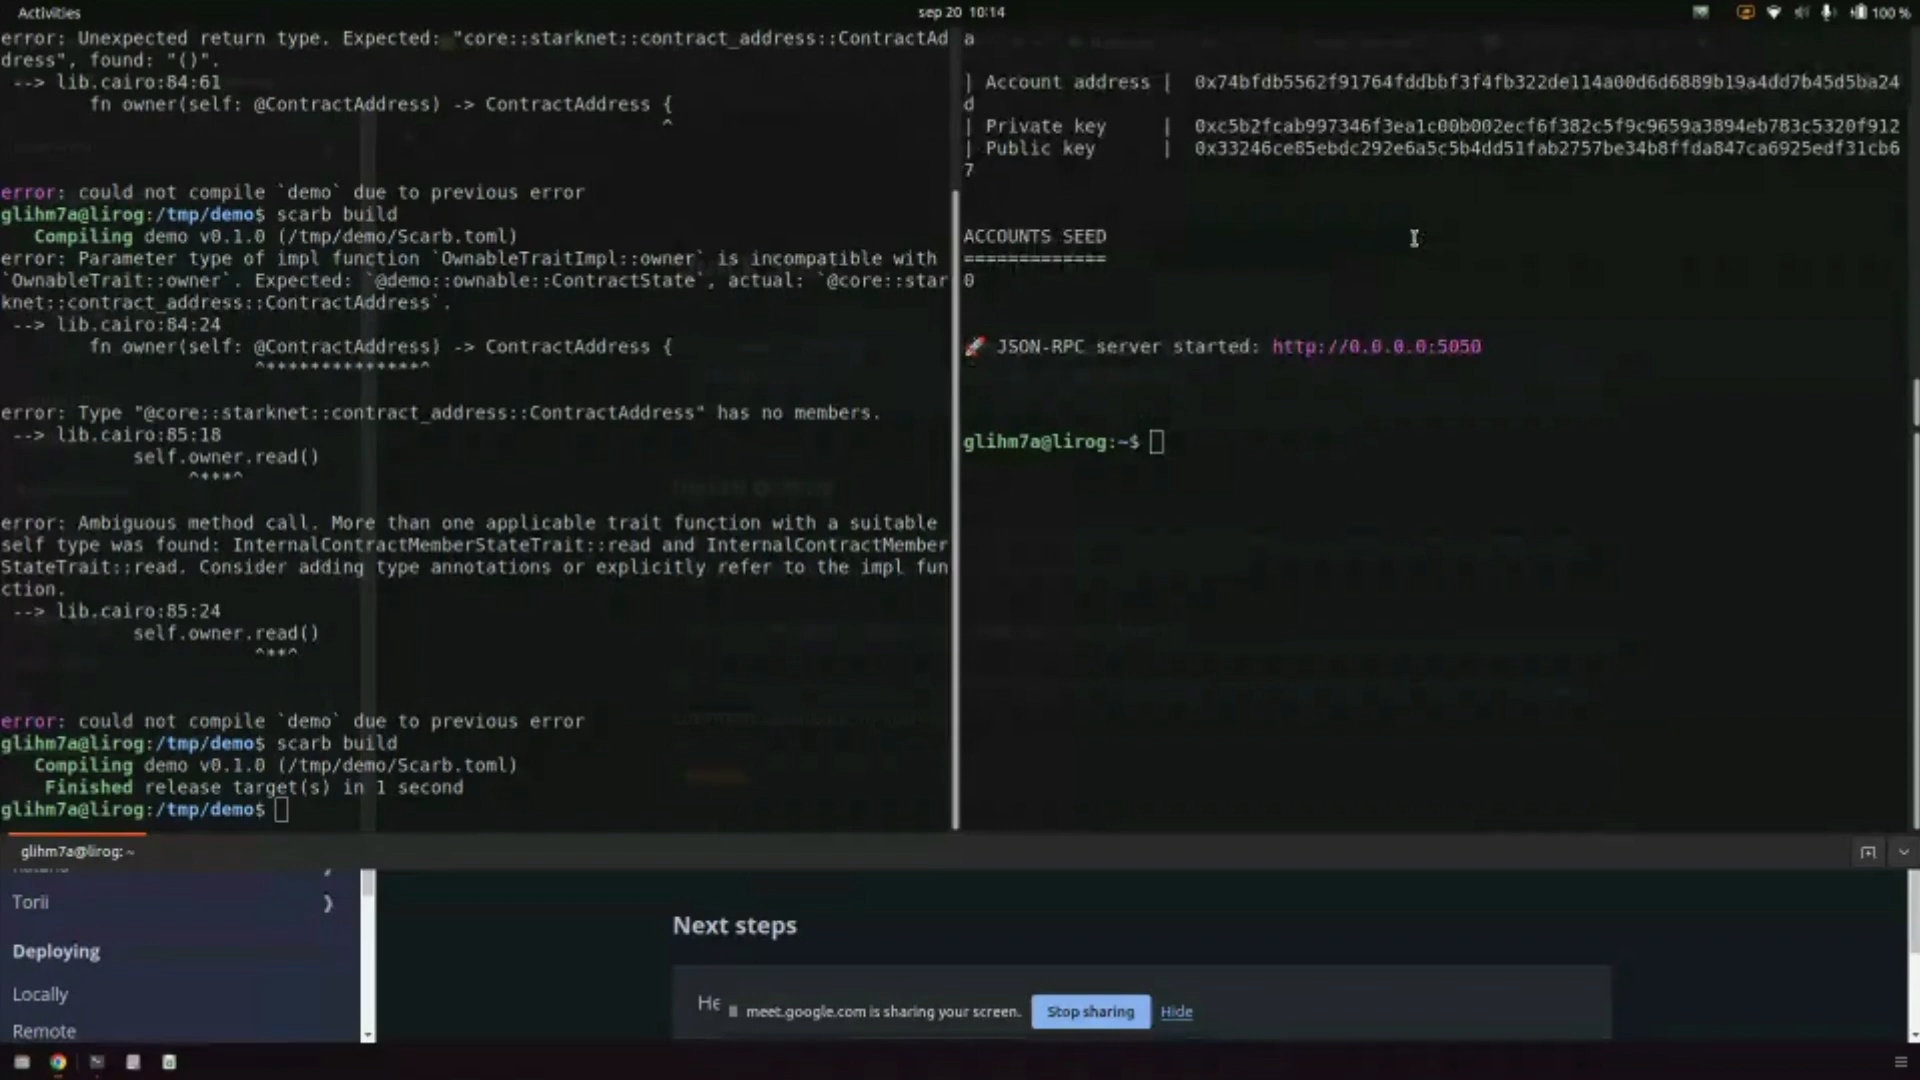 Activities
sep 20 10:14
100 %
error: Unexpected return type. Expected: "core::starknet::contract_address::ContractAd
dress", found: "()".
--> lib.cairo:84:61
fn owner(self: @ContractAddress) -> ContractAddress {
^
error: could not compile `demo` due to previous error
glihm7a@lirog:/tmp/demo$ scarb build
Compiling demo v0.1.0 (/tmp/demo/Scarb.toml)
error: Parameter type of impl function `OwnableTraitImpl::owner` is incompatible with
`OwnableTrait::owner`. Expected: `@demo::ownable::ContractState`, actual: `@core::star
knet::contract_address::ContractAddress`.
--> lib.cairo:84:24
fn owner(self: @ContractAddress) -> ContractAddress {
^**************^
error: Type "@core::starknet::contract_address::ContractAddress" has no members.
--> lib.cairo:85:18
self.owner.read()
^***^
error: Ambiguous method call. More than one applicable trait function with a suitable
self type was found: InternalContractMemberStateTrait::read and InternalContractMember
StateTrait::read. Consider adding type annotations or explicitly refer to the impl fun
ction.
--> lib.cairo:85:24
self.owner.read()
^**^
error: could not compile `demo` due to previous error
glihm7a@lirog:/tmp/demo$ scarb build
Compiling demo v0.1.0 (/tmp/demo/Scarb.toml)
Finished release target(s) in 1 second
glihm7a@lirog:/tmp/demo$
a
| Account address | 0x74bfdb5562f91764fddbbf3f4fb322de114a00d6d6889b19a4dd7b45d5ba24
d
| Private key | 0xc5b2fcab997346f3ea1c00b002ecf6f382c5f9c9659a3894eb783c5320f912
| Public key | 0x33246ce85ebdc292e6a5c5b4dd51fab2757be34b8ffda847ca6925edf31cb6
7
ACCOUNTS SEED
=============
0
JSON-RPC server started: http://0.0.0.0:5050
glihm7a@lirog:~$
glihm7a@lirog: ~
Torii
Deploying
Locally
Remote
Next steps
He
meet.google.com is sharing your screen.
Stop sharing
Hide